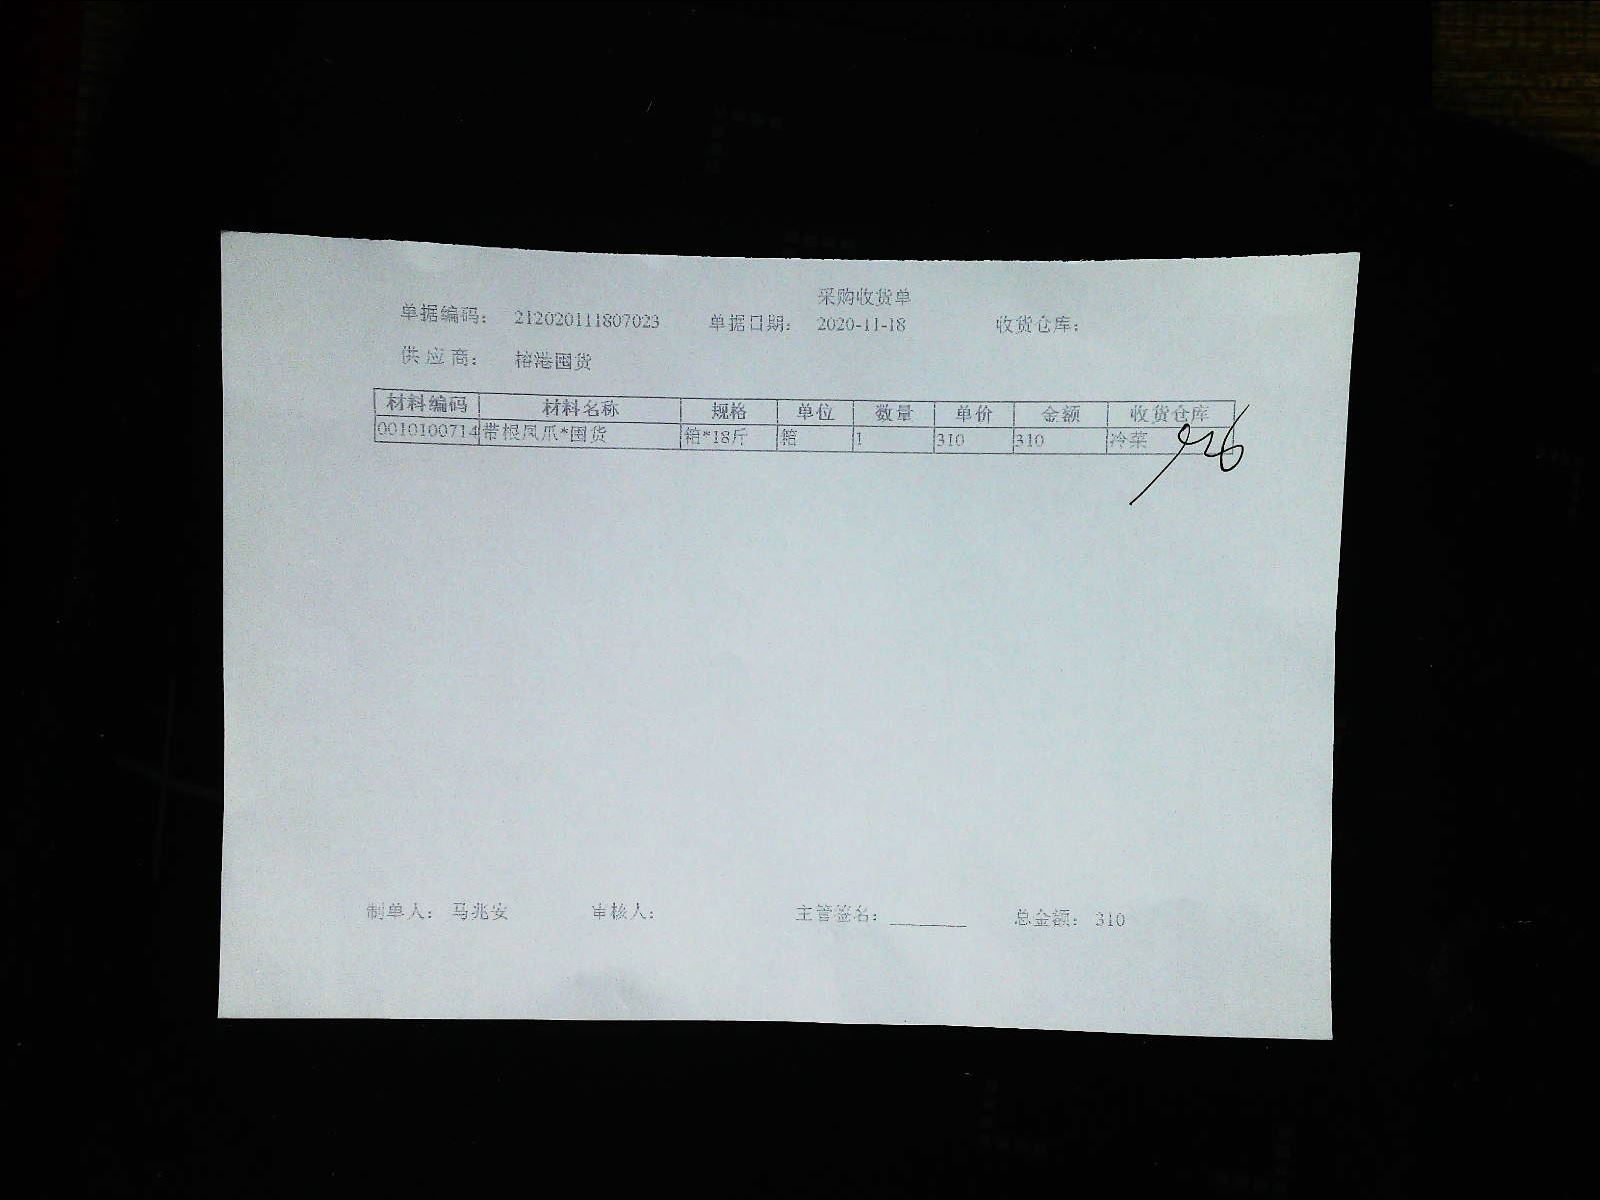 采购收货单
单据编码： 212020111807023 单据日期： 2020-11-18 收货仓库：
供应商： 榕港囤货
材料编码 材料名称 规格 单位 数量 单价 金额 收货仓库
0010100714 带根凤爪*囤货 箱*18斤 箱 1 310 310 冷菜
制单人： 马兆安 审核人： 主管签名： ________ 总金额： 310